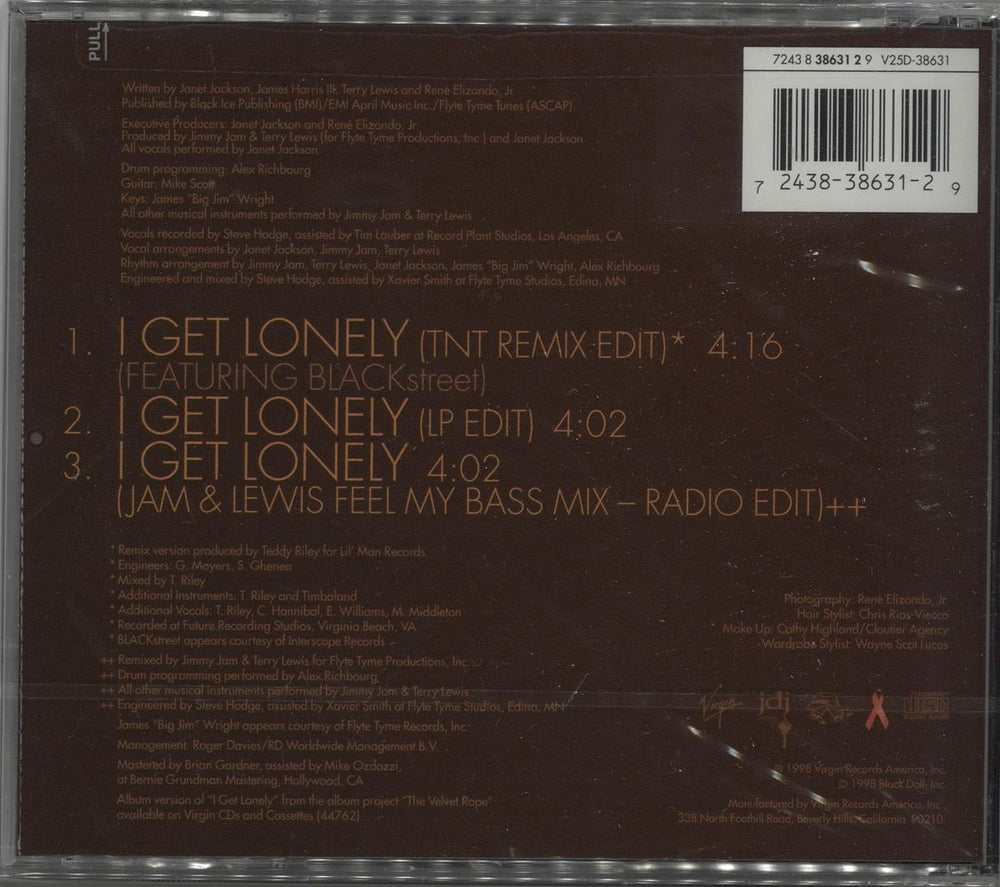 PULL
7243 8 38631 2 9 V25D-38631
7 2438-38631-2 9
Written by Janet Jackson, James Harris III, Terry Lewis and René Elizondo, Jr.
Published by Black Ice Publishing (BMI)/EMI April Music Inc./Flyte Tyme Tunes (ASCAP)
Executive Producers: Janet Jackson and René Elizondo, Jr.
Produced by Jimmy Jam & Terry Lewis (for Flyte Tyme Productions, Inc.) and Janet Jackson
All vocals performed by Janet Jackson
Drum programming: Alex Richbourg
Guitar: Mike Scott
Keys: James "Big Jim" Wright
All other musical instruments performed by Jimmy Jam & Terry Lewis
Vocals recorded by Steve Hodge, assisted by Tim Lauber at Record Plant Studios, Los Angeles, CA
Vocal arrangements by Janet Jackson, Jimmy Jam, Terry Lewis
Rhythm arrangement by Jimmy Jam, Terry Lewis, Janet Jackson, James "Big Jim" Wright, Alex Richbourg
Engineered and mixed by Steve Hodge, assisted by Xavier Smith at Flyte Tyme Studios, Edina, MN
1. I GET LONELY (TNT REMIX EDIT)* 4:16
(FEATURING BLACKstreet)
2. I GET LONELY (LP EDIT) 4:02
3. I GET LONELY 4:02
(JAM & LEWIS FEEL MY BASS MIX – RADIO EDIT)++
* Remix version produced by Teddy Riley for Lil' Man Records
* Engineers: G. Mayers, S. Ghenea
* Mixed by T. Riley
* Additional Instruments: T. Riley and Timbaland
* Additional Vocals: T. Riley, C. Hannibal, E. Williams, M. Middleton
* Recorded at Future Recording Studios, Virginia Beach, VA
* BLACKstreet appears courtesy of Interscope Records
++ Remixed by Jimmy Jam & Terry Lewis for Flyte Tyme Productions, Inc.
++ Drum programming performed by Alex Richbourg
++ All other musical instruments performed by Jimmy Jam & Terry Lewis
++ Engineered by Steve Hodge, assisted by Xavier Smith at Flyte Tyme Studios, Edina, MN
James "Big Jim" Wright appears courtesy of Flyte Tyme Records, Inc.
Management: Roger Davies/RD Worldwide Management B.V.
Mastered by Brian Gardner, assisted by Mike Ozdazzi,
at Bernie Grundman Mastering, Hollywood, CA
Album version of "I Get Lonely" from the album project "The Velvet Rope"
available on Virgin CDs and Cassettes (44762)
Photography: René Elizondo, Jr.
Hair Stylist: Chris Rios-Viecco
Make Up: Cathy Highland/Cloutier Agency
Wardrobe Stylist: Wayne Scot Lucas
Virgin jdj disc DIGITAL AUDIO
℗ 1998 Virgin Records America, Inc.
© 1998 Black Doll, Inc.
Manufactured by Virgin Records America, Inc.,
338 North Foothill Road, Beverly Hills, California 90210.